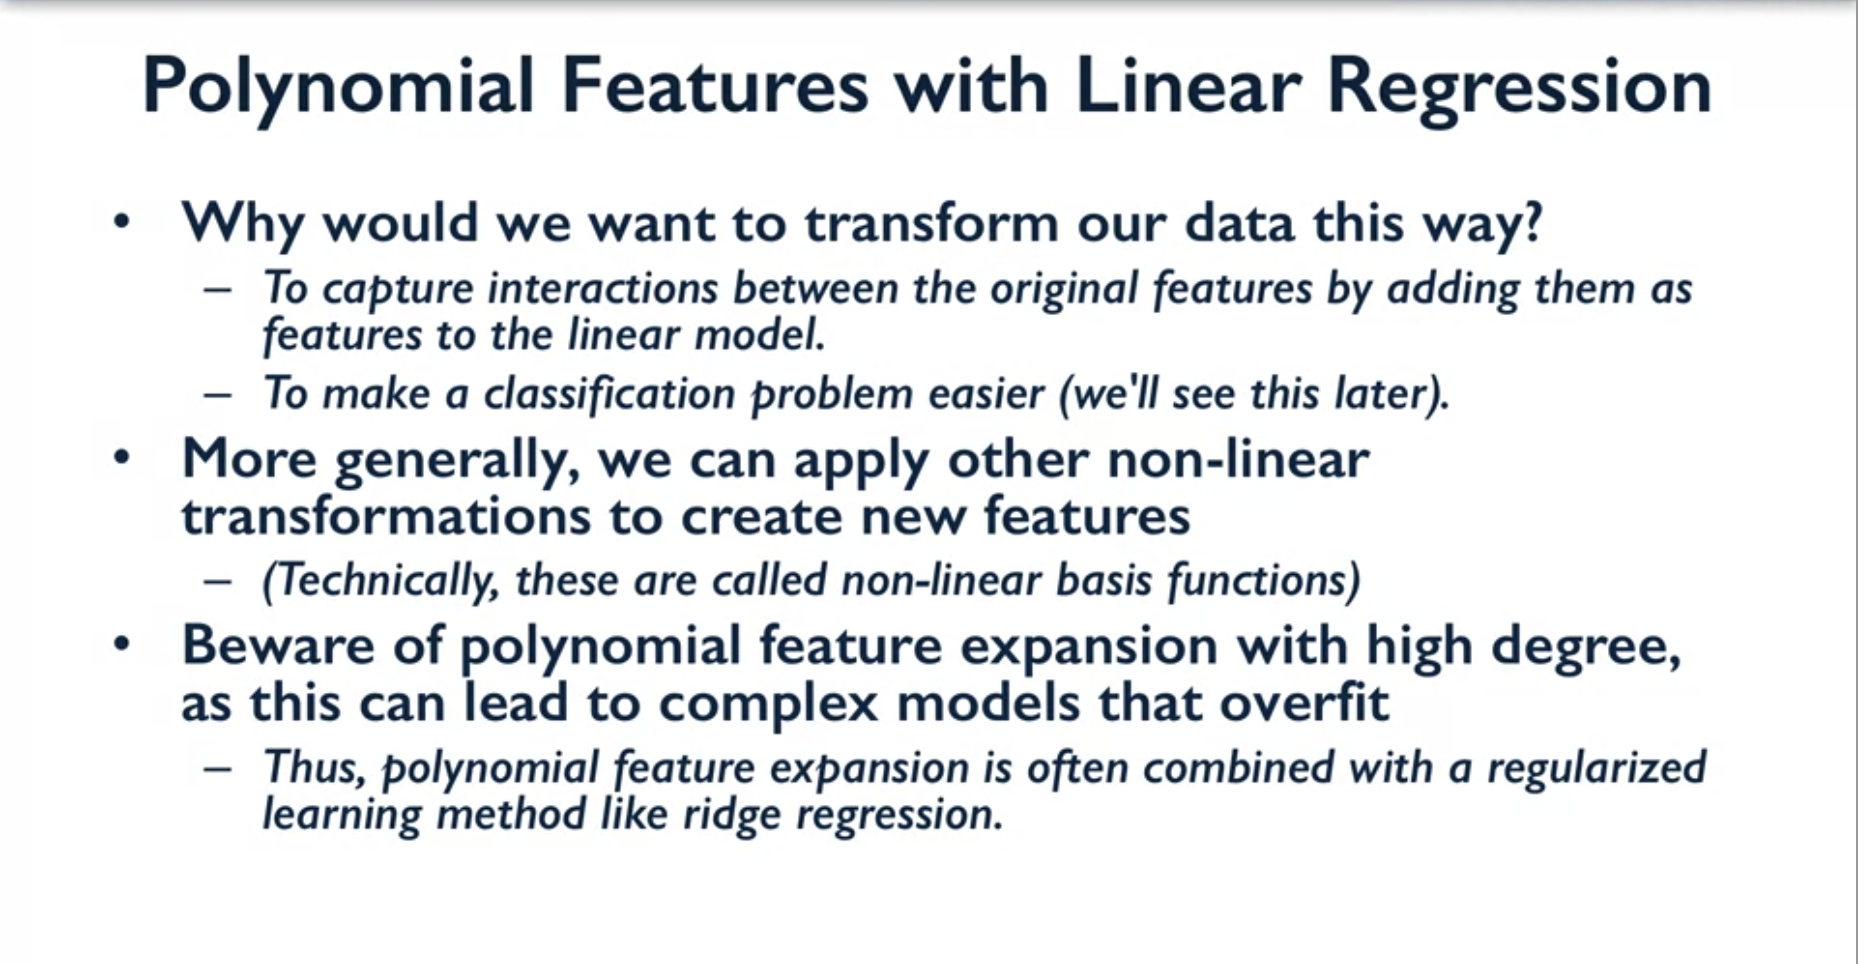 Polynomial Features with Linear Regression
• Why would we want to transform our data this way?
– To capture interactions between the original features by adding them as
features to the linear model.
– To make a classification problem easier (we'll see this later).
• More generally, we can apply other non-linear
transformations to create new features
– (Technically, these are called non-linear basis functions)
• Beware of polynomial feature expansion with high degree,
as this can lead to complex models that overfit
– Thus, polynomial feature expansion is often combined with a regularized
learning method like ridge regression.